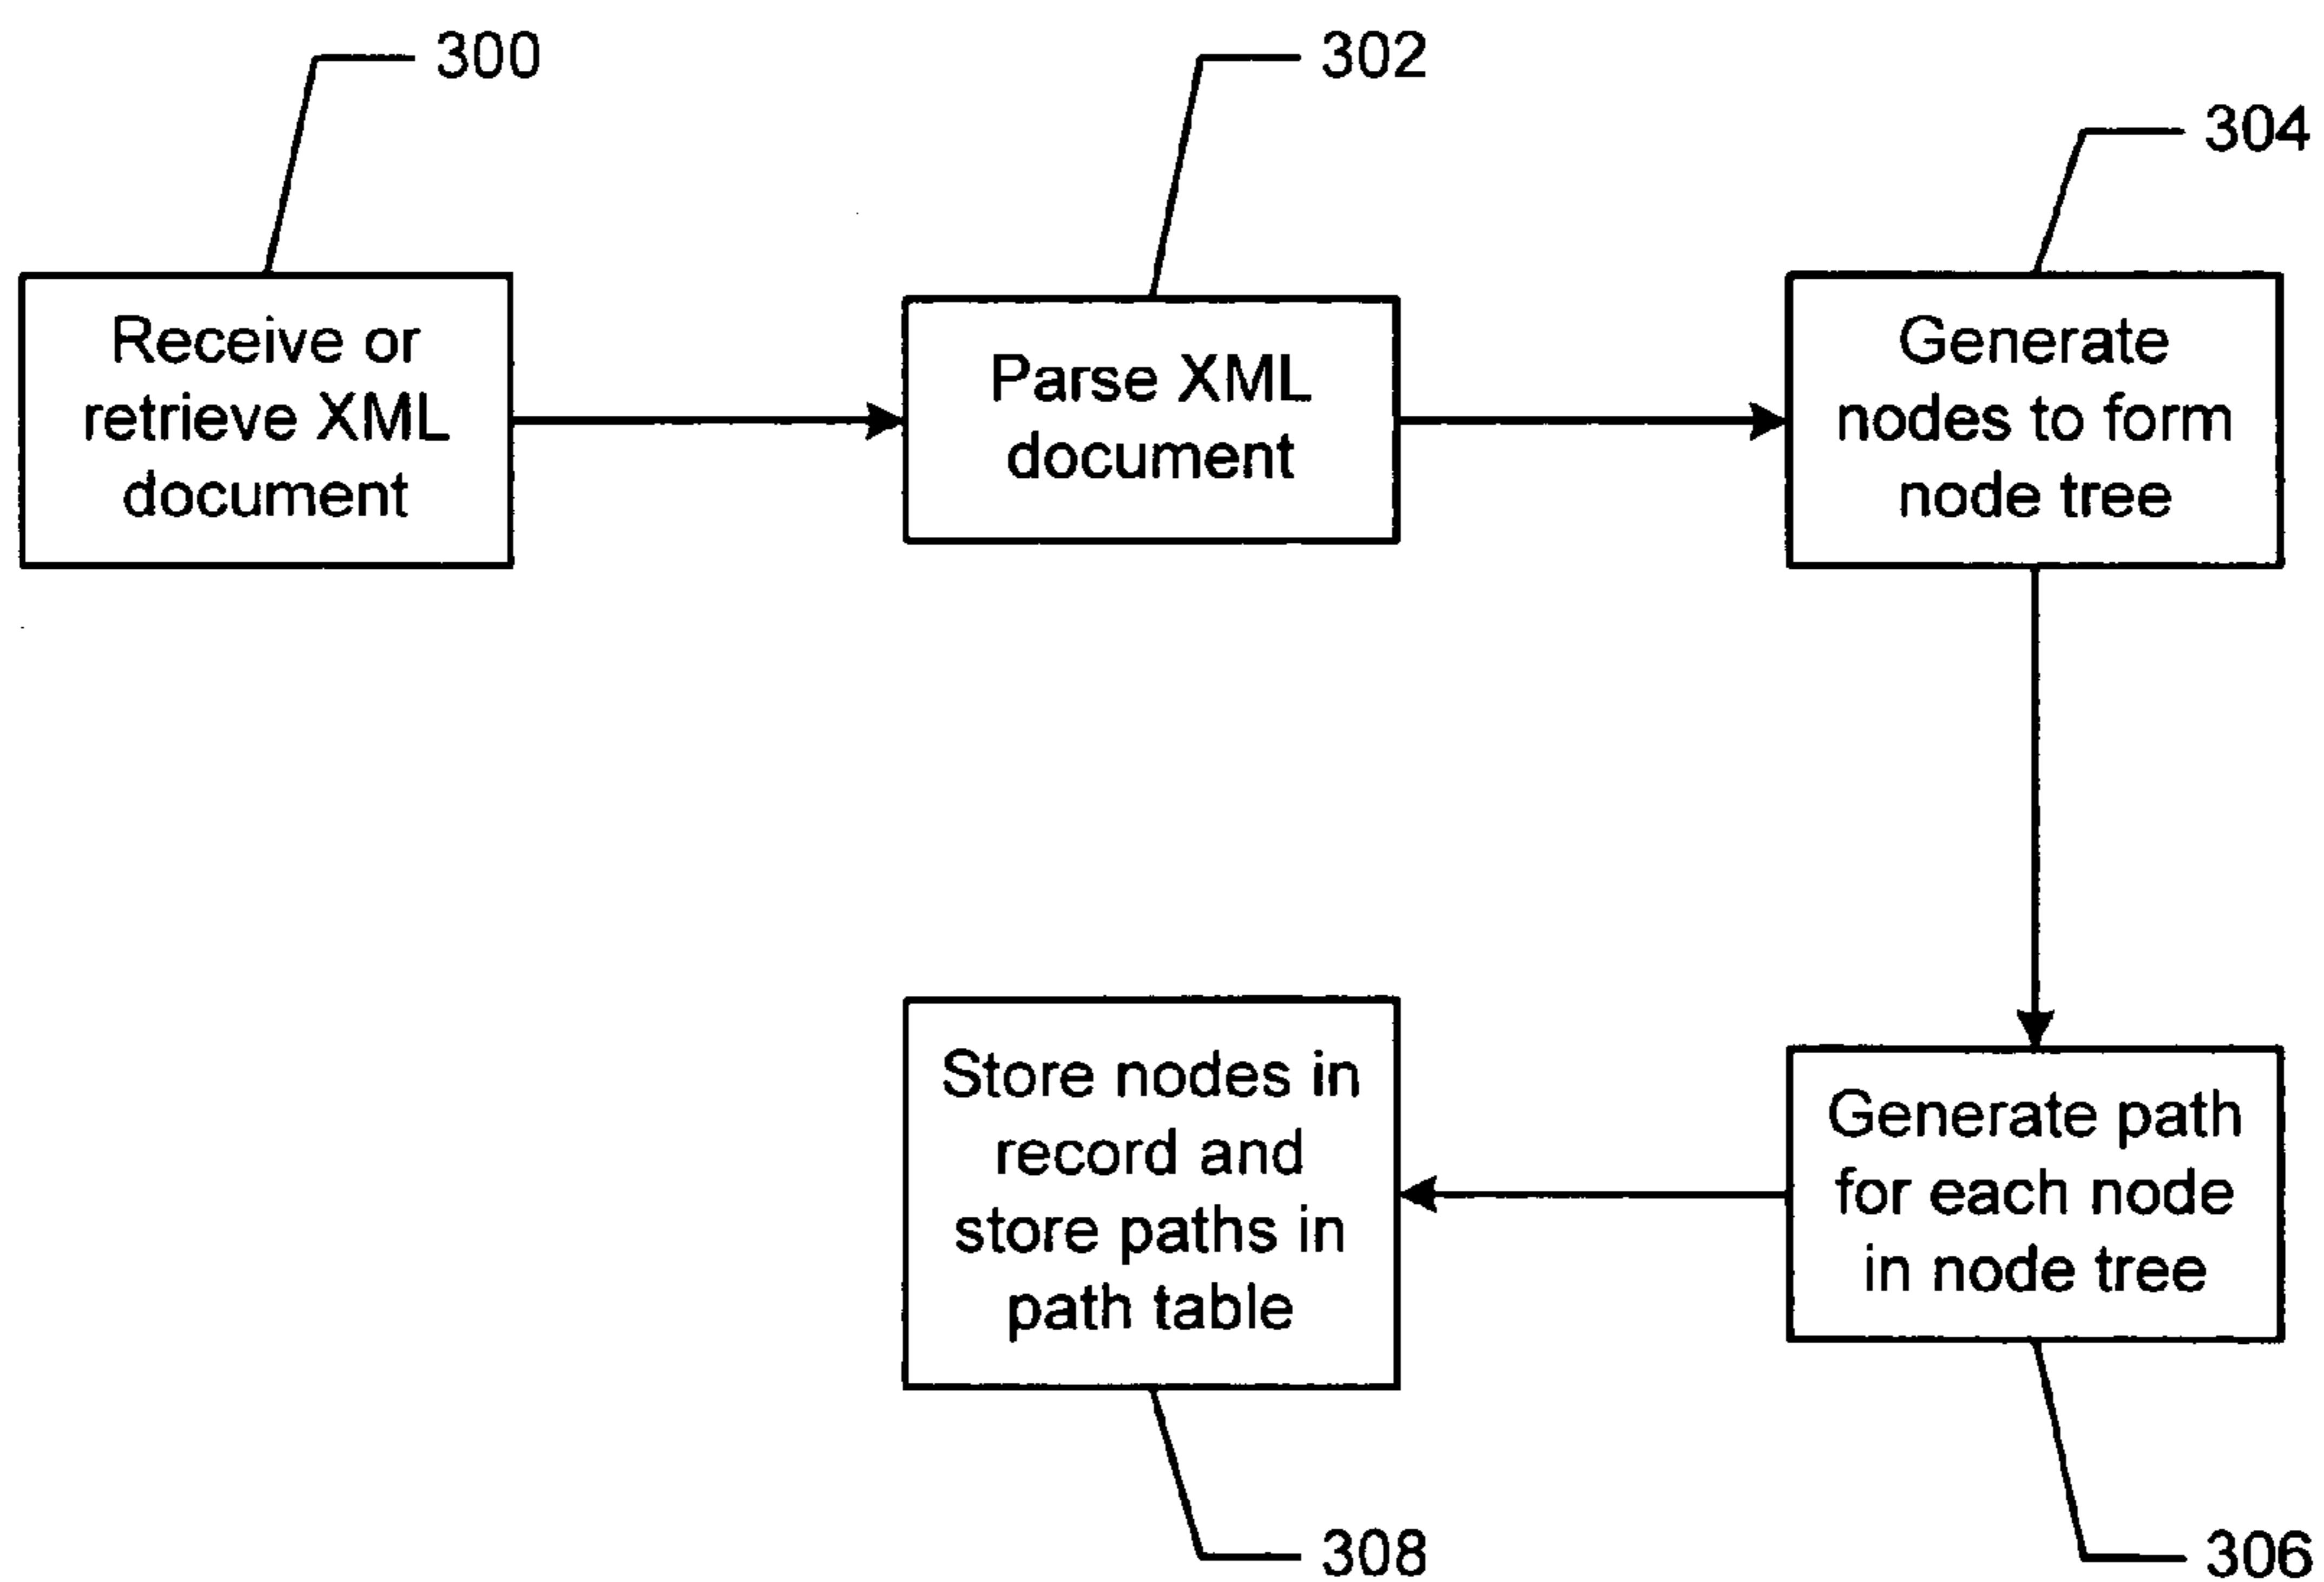 300
302
304
Receive or
retrieve XML
document
Parse XML
document
Generate
nodes to form
node tree
Store nodes in
record and
store paths in
path table
Generate path
for each node
in node tree
308
306